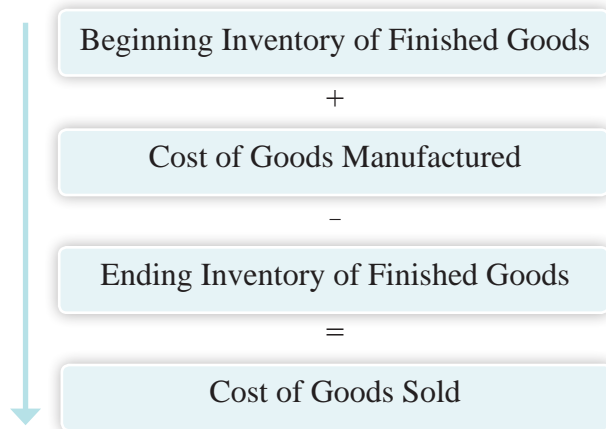 Beginning Inventory of Finished Goods
+
Cost of Goods Manufactured
-
Ending Inventory of Finished Goods
=
Cost of Goods Sold